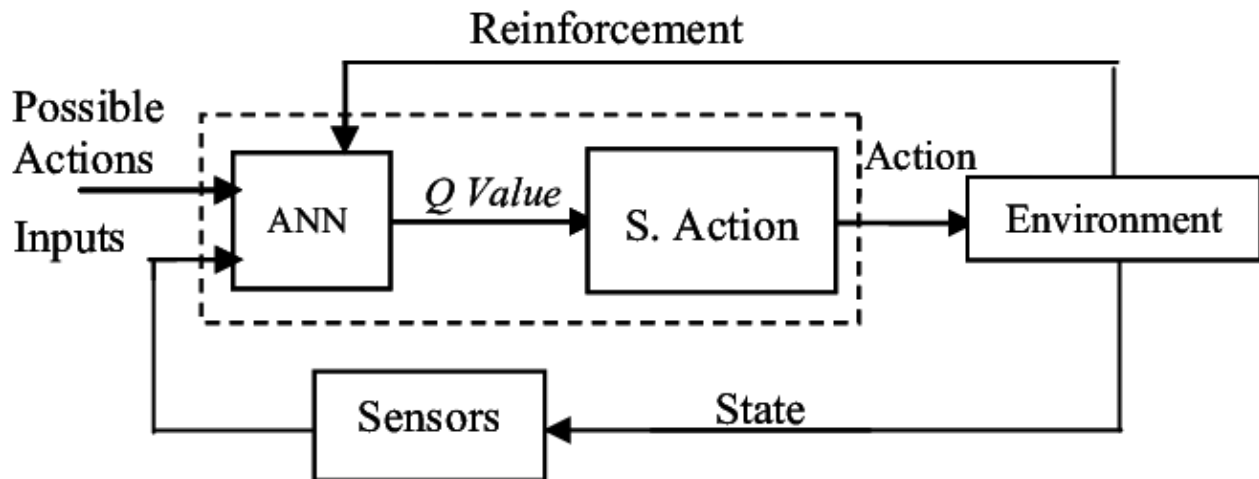 Reinforcement
Possible
Actions
Inputs
ANN
Q Value
S. Action
Action
Environment
Sensors
State